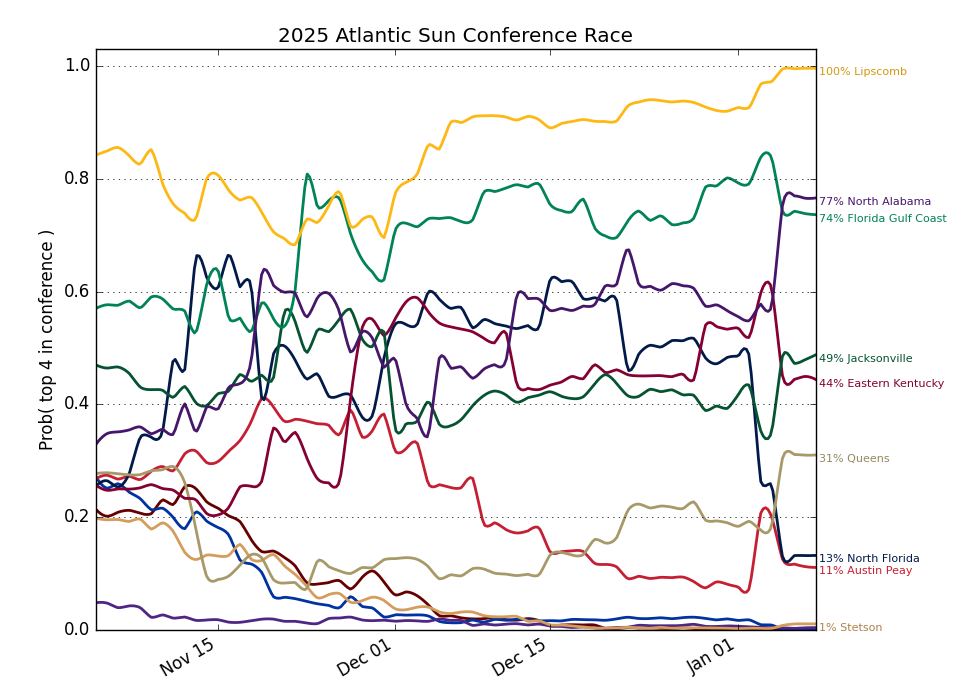 2025 Atlantic Sun Conference Race
Prob( top 4 in conference )
1.0
0.8
0.6
0.4
0.2
0.0
Nov 15
Dec 01
Dec 15
Jan 01
100% Lipscomb
77% North Alabama
74% Florida Gulf Coast
49% Jacksonville
44% Eastern Kentucky
31% Queens
13% North Florida
11% Austin Peay
1% Stetson